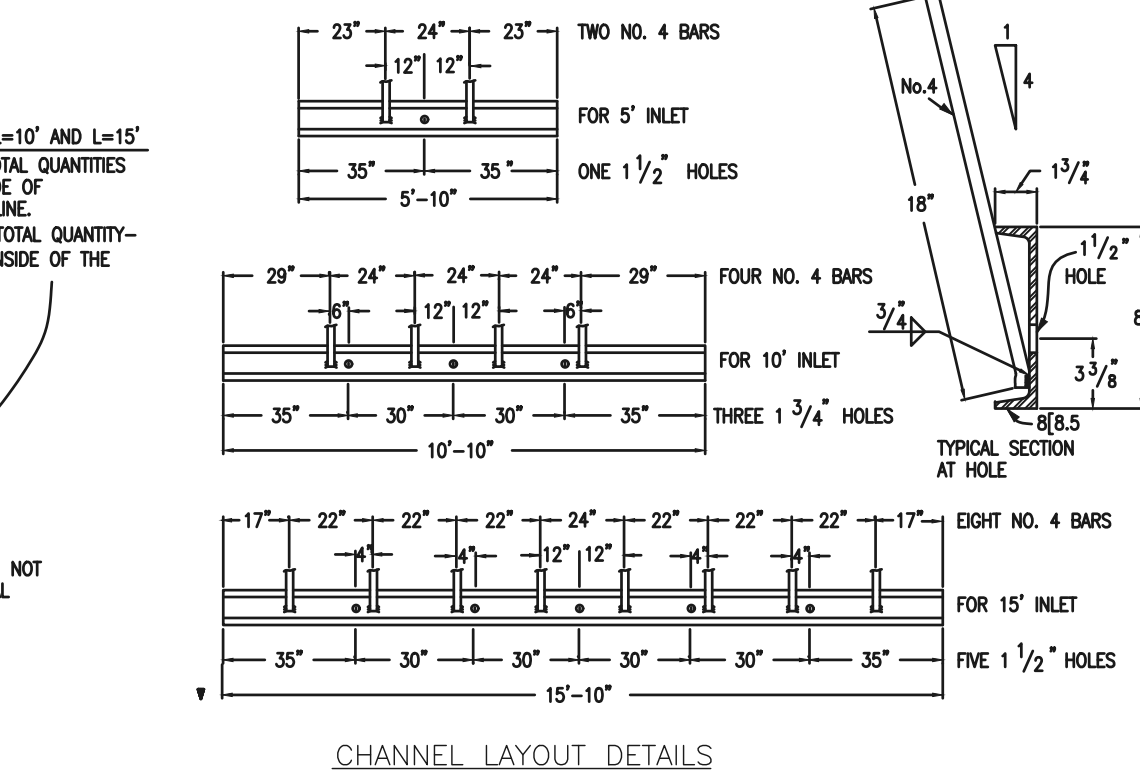 L=10' AND L=15'
TOTAL QUANTITIES
OF
LINE.
TOTAL QUANTITY–
INSIDE OF THE
NOT
23" 24" 23" TWO NO. 4 BARS
12" 12"
FOR 5' INLET
35" 35" ONE 1 1/2" HOLES
5'–10"
29" 24" 24" 24" 29" FOUR NO. 4 BARS
6" 12" 12" 6"
FOR 10' INLET
35" 30" 30" 35" THREE 1 3/4" HOLES
10'–10"
17" 22" 22" 22" 24" 22" 22" 22" 17" EIGHT NO. 4 BARS
4" 4" 12" 12" 4" 4"
FOR 15' INLET
35" 30" 30" 30" 30" 35" FIVE 1 1/2" HOLES
15'–10"
1
4
No.4
1 3/4"
18"
1 1/2"
HOLE
3/4
8
3 3/8"
8[8.5
TYPICAL SECTION
AT HOLE
CHANNEL LAYOUT DETAILS